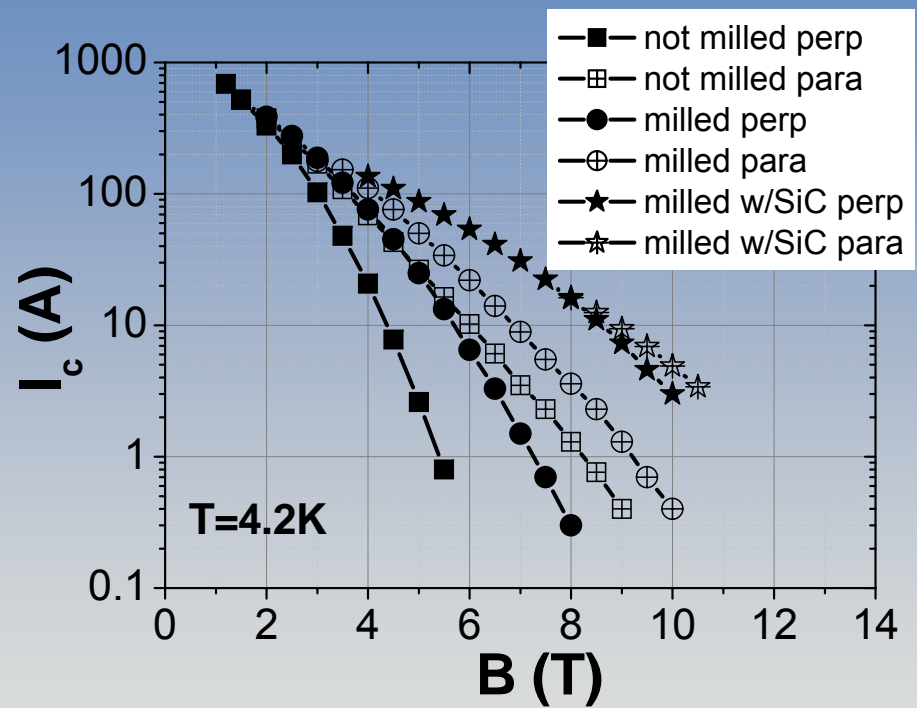 not milled perp
not milled para
milled perp
milled para
milled w/SiC perp
milled w/SiC para
1000
100
10
1
0.1
I_c (A)
T=4.2K
0 2 4 6 8 10 12 14
B (T)